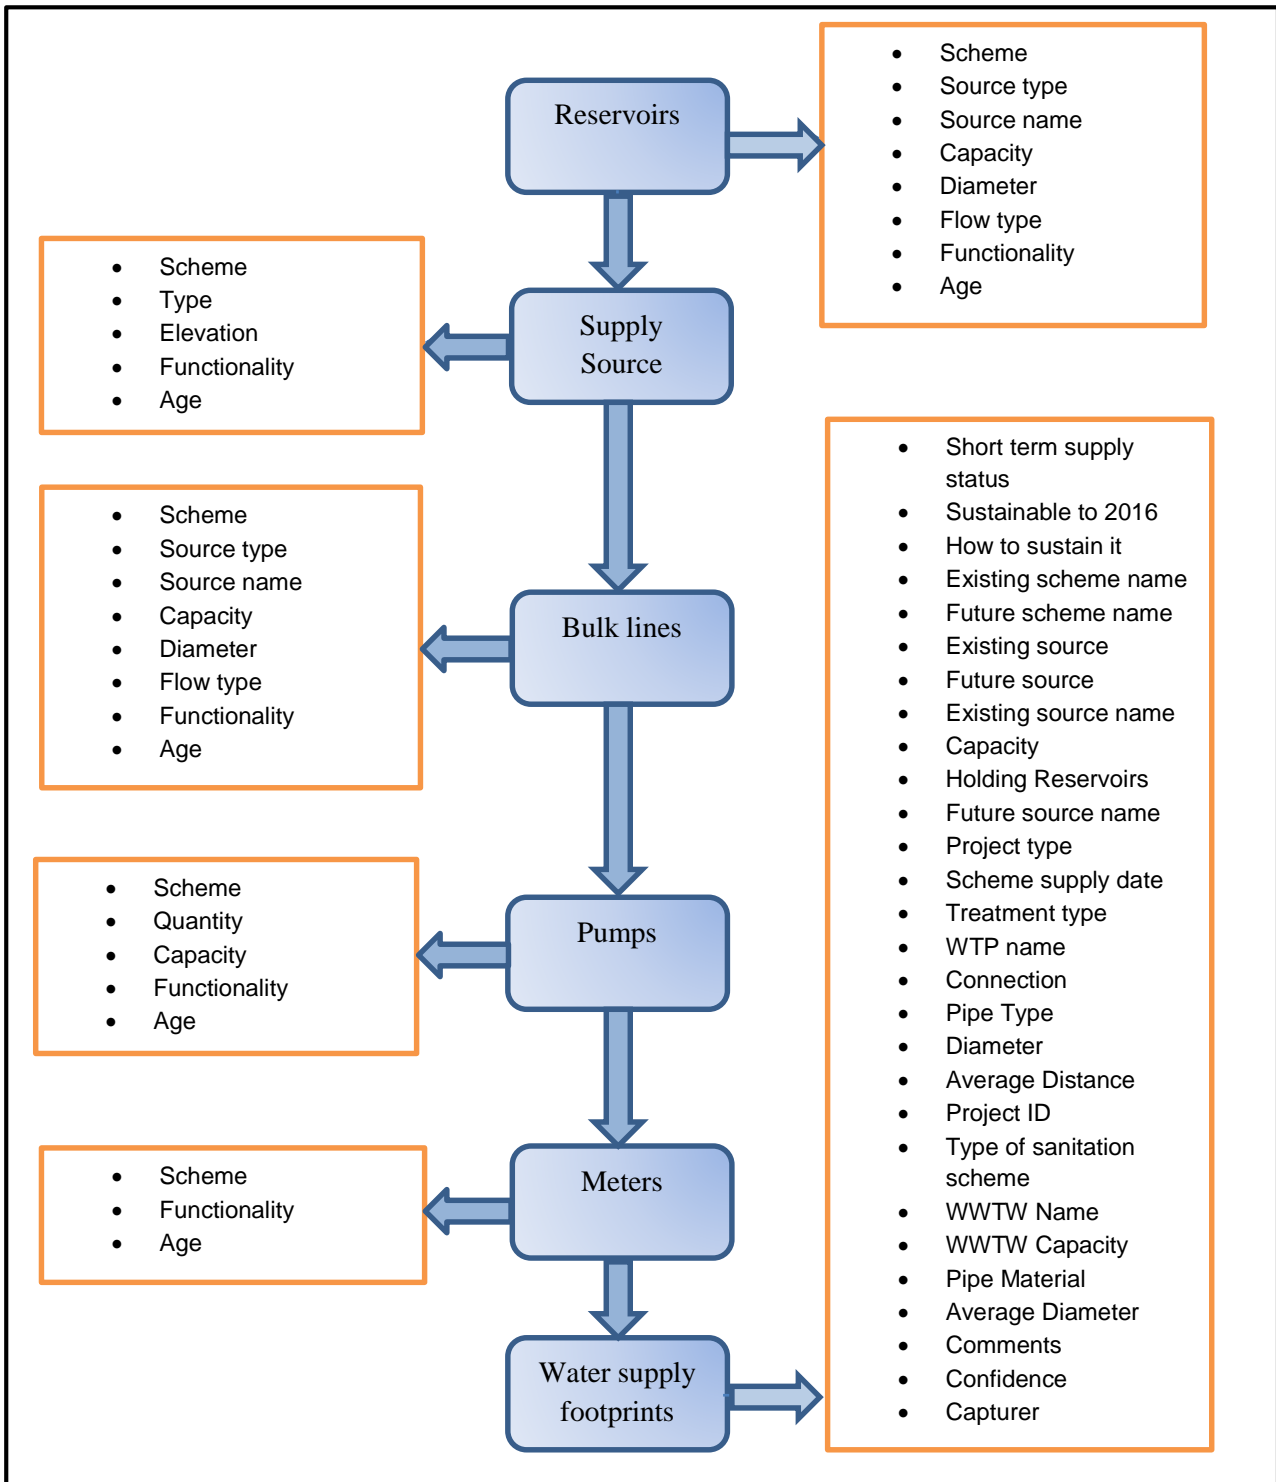 Reservoirs
• Scheme
• Source type
• Source name
• Capacity
• Diameter
• Flow type
• Functionality
• Age
Supply
Source
• Scheme
• Type
• Elevation
• Functionality
• Age
Bulk lines
• Scheme
• Source type
• Source name
• Capacity
• Diameter
• Flow type
• Functionality
• Age
Pumps
• Scheme
• Quantity
• Capacity
• Functionality
• Age
Meters
• Scheme
• Functionality
• Age
Water supply
footprints
• Short term supply
status
• Sustainable to 2016
• How to sustain it
• Existing scheme name
• Future scheme name
• Existing source
• Future source
• Existing source name
• Capacity
• Holding Reservoirs
• Future source name
• Project type
• Scheme supply date
• Treatment type
• WTP name
• Connection
• Pipe Type
• Diameter
• Average Distance
• Project ID
• Type of sanitation
scheme
• WWTW Name
• WWTW Capacity
• Pipe Material
• Average Diameter
• Comments
• Confidence
• Capturer